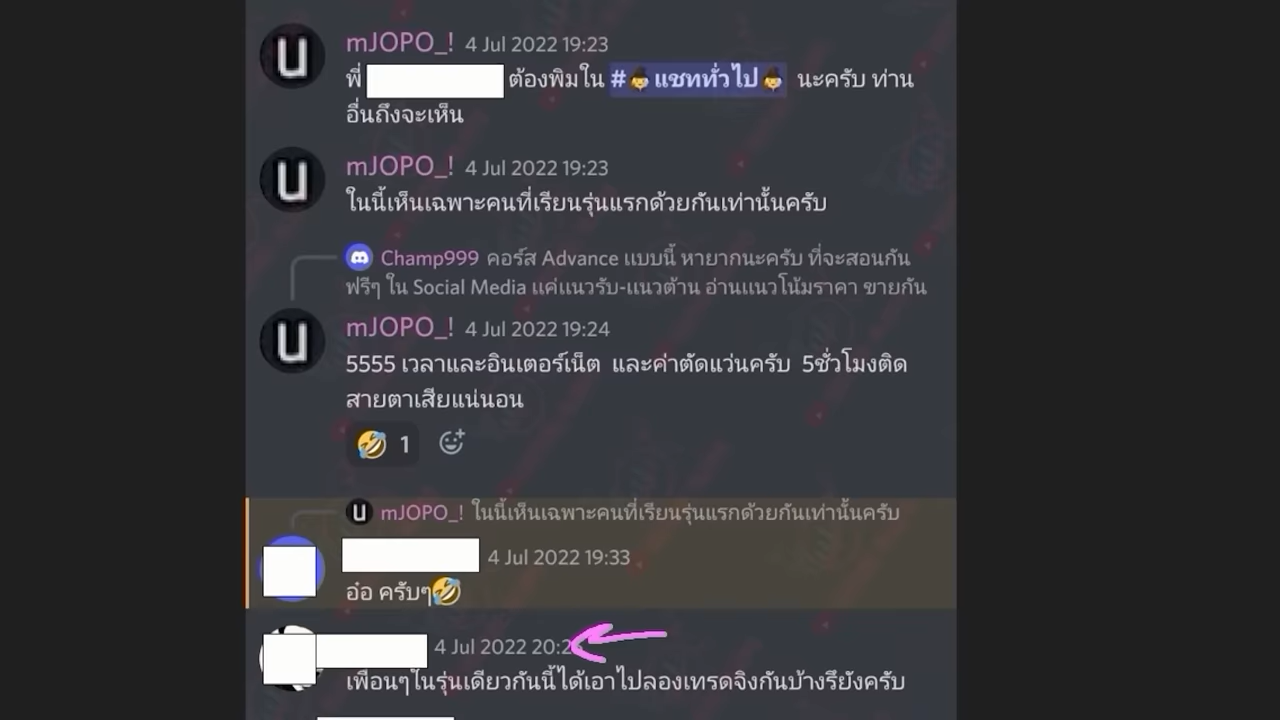 mJOPO_! 4 Jul 2022 19:23
พี่ ต้องพิมใน # แชททั่วไป นะครับ ท่าน
อื่นถึงจะเห็น
mJOPO_! 4 Jul 2022 19:23
ในนี้เห็นเฉพาะคนที่เรียนรุ่นแรกด้วยกันเท่านั้นครับ
Champ999 คอร์ส Advance แบบนี้ หายากนะครับ ที่จะสอนกัน
ฟรีๆ ใน Social Media แค่แนวรับ-แนวต้าน อ่านแนวโน้มราคา ขายกัน
mJOPO_! 4 Jul 2022 19:24
5555 เวลาและอินเตอร์เน็ต และค่าตัดแว่นครับ 5ชั่วโมงติด
สายตาเสียแน่นอน
🤣 1
mJOPO_! ในนี้เห็นเฉพาะคนที่เรียนรุ่นแรกด้วยกันเท่านั้นครับ
4 Jul 2022 19:33
อ๋อ ครับๆ🤣
4 Jul 2022
เพื่อนๆในรุ่นเดียวกันนี้ได้เอาไปลองเทรดจิงกันบ้างรึยังครับ